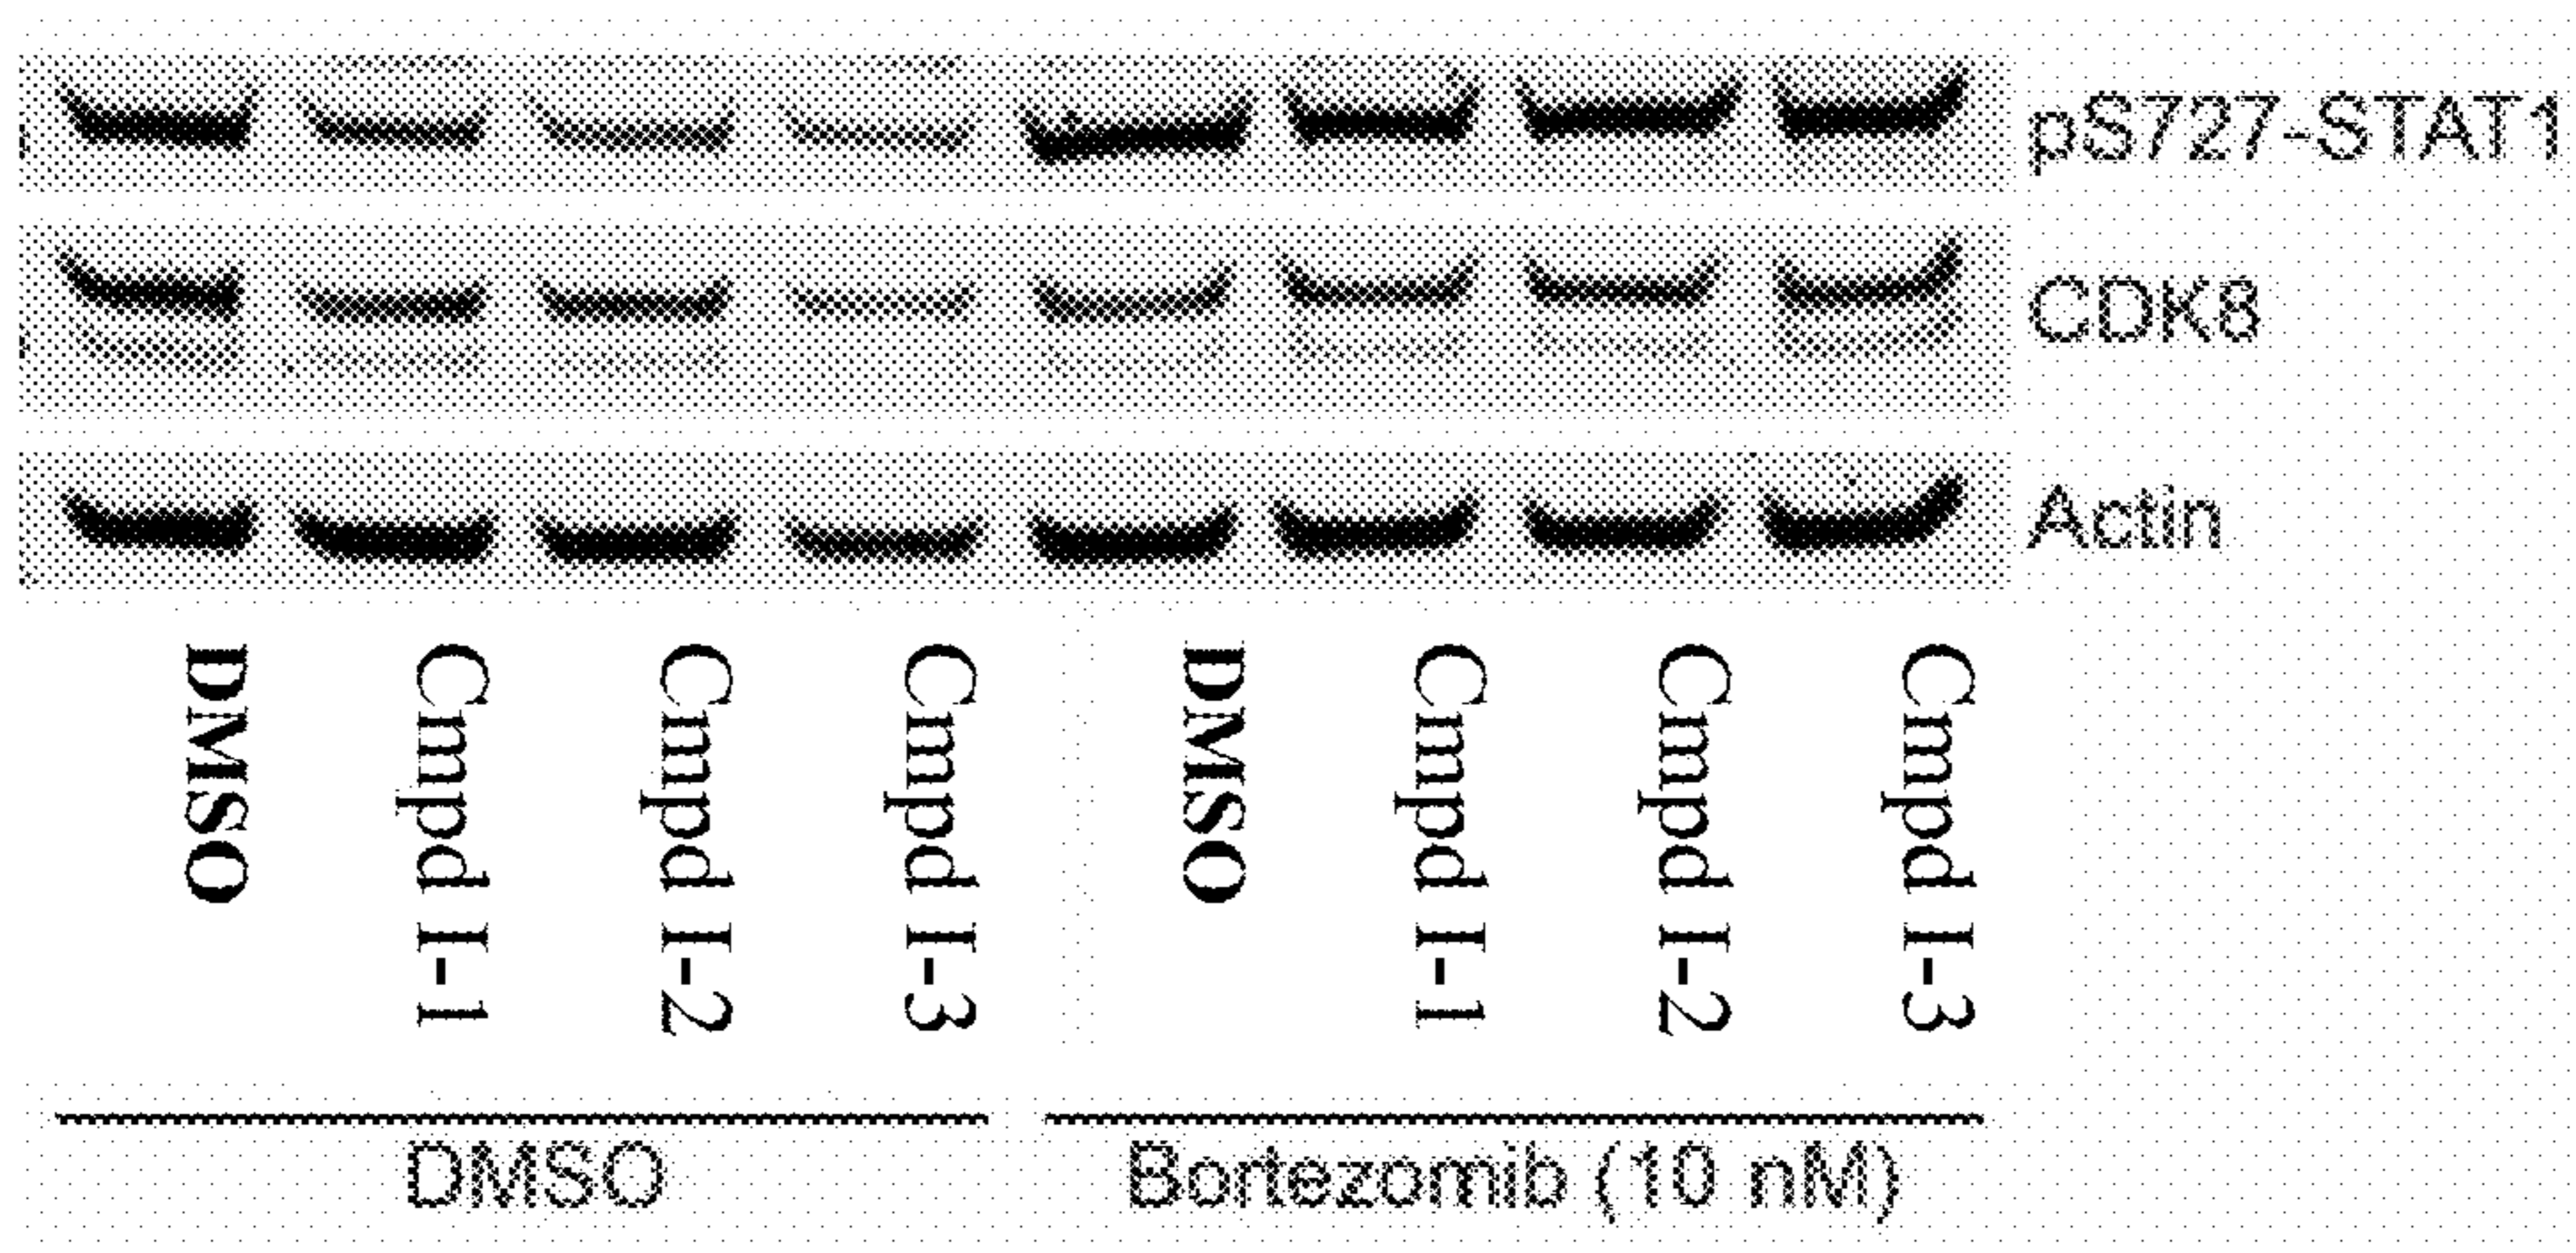 pS727-STAT1
CDK8
Actin
DMSO
Cmpd I-1
Cmpd I-2
Cmpd I-3
DMSO
Cmpd I-1
Cmpd I-2
Cmpd I-3
DMSO
Bortezomib (10 nM)